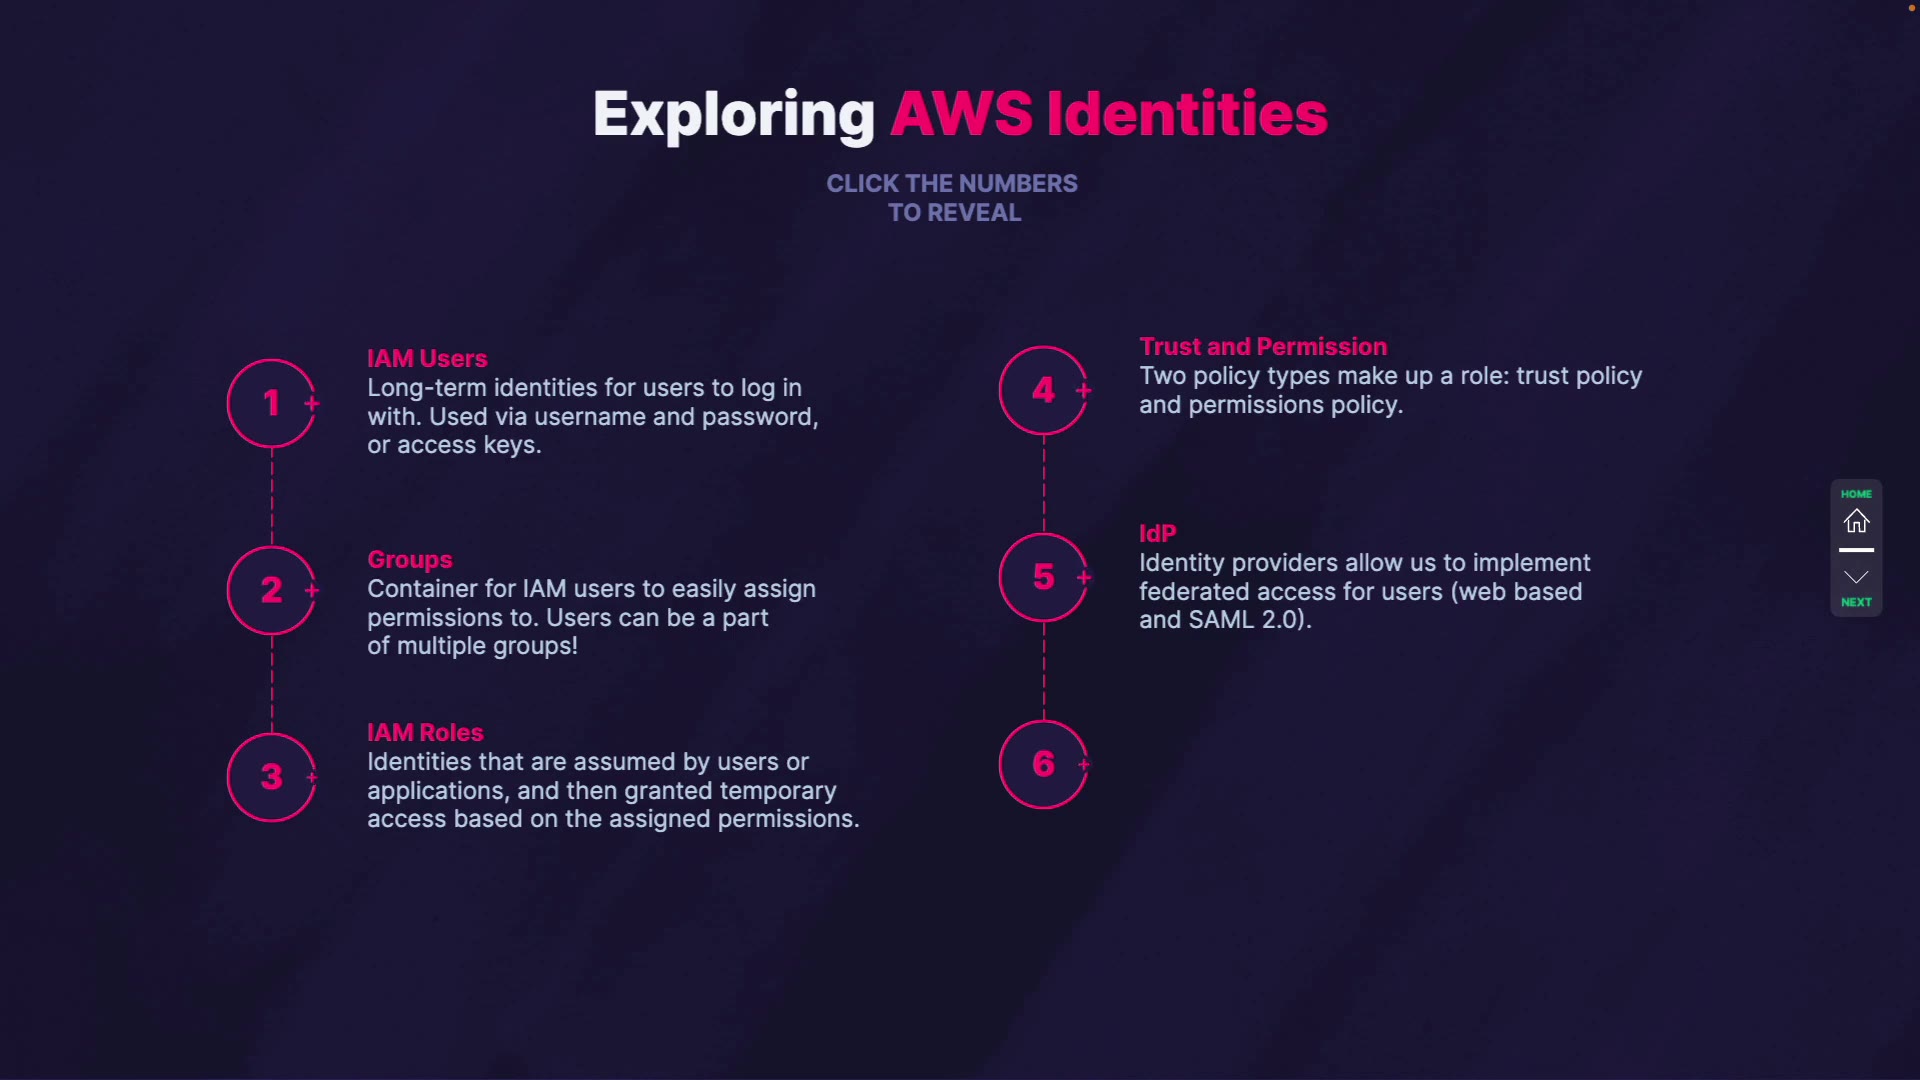 Exploring AWS Identities
CLICK THE NUMBERS
TO REVEAL
1
IAM Users
Long-term identities for users to log in
with. Used via username and password,
or access keys.
2
Groups
Container for IAM users to easily assign
permissions to. Users can be a part
of multiple groups!
3
IAM Roles
Identities that are assumed by users or
applications, and then granted temporary
access based on the assigned permissions.
4
Trust and Permission
Two policy types make up a role: trust policy
and permissions policy.
5
IdP
Identity providers allow us to implement
federated access for users (web based
and SAML 2.0).
6
HOME
NEXT